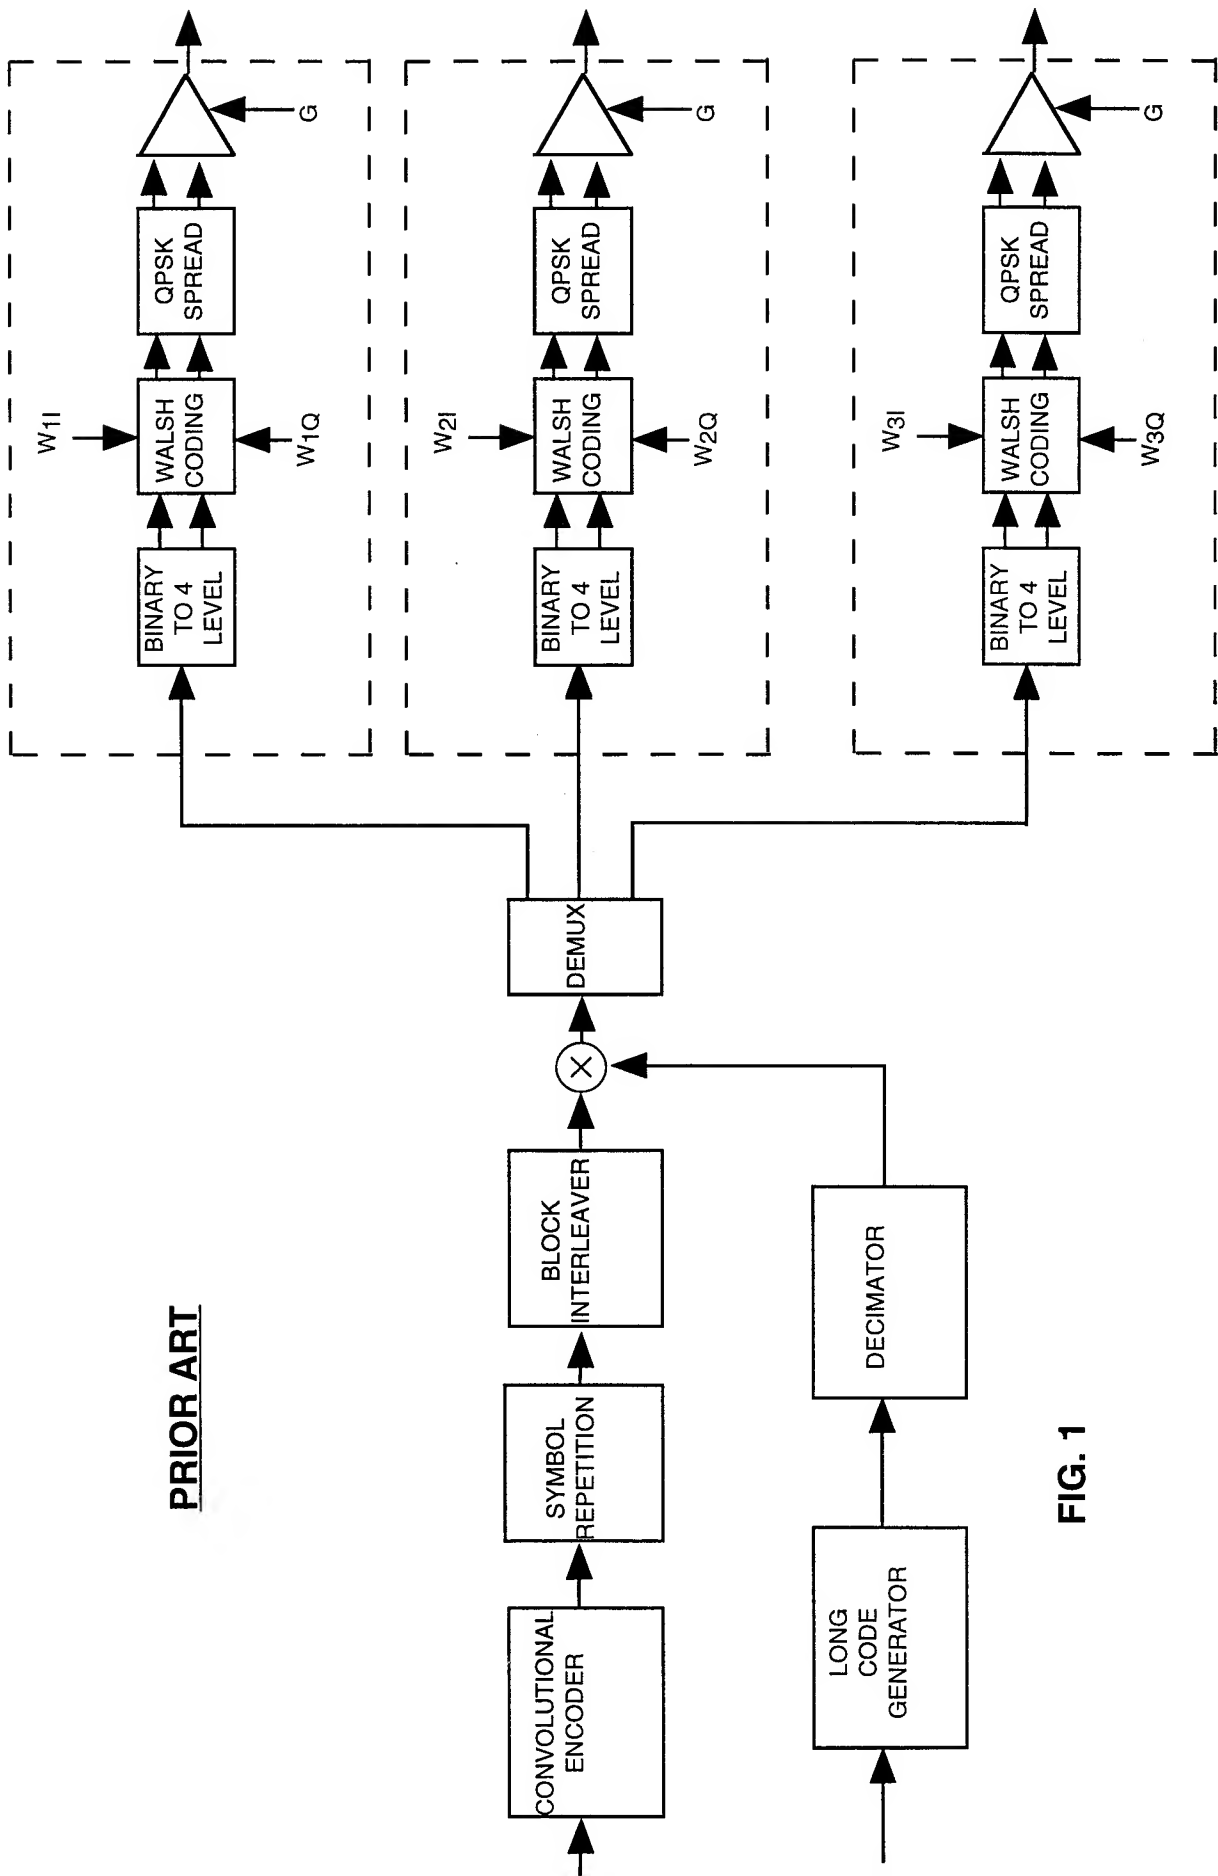 PRIOR ART
CONVOLUTIONAL
ENCODER
SYMBOL
REPETITION
BLOCK
INTERLEAVER
X
DEMUX
LONG
CODE
GENERATOR
DECIMATOR
BINARY
TO 4
LEVEL
W1I
WALSH
CODING
W1Q
QPSK
SPREAD
G
BINARY
TO 4
LEVEL
W2I
WALSH
CODING
W2Q
QPSK
SPREAD
G
BINARY
TO 4
LEVEL
W3I
WALSH
CODING
W3Q
QPSK
SPREAD
G
FIG. 1